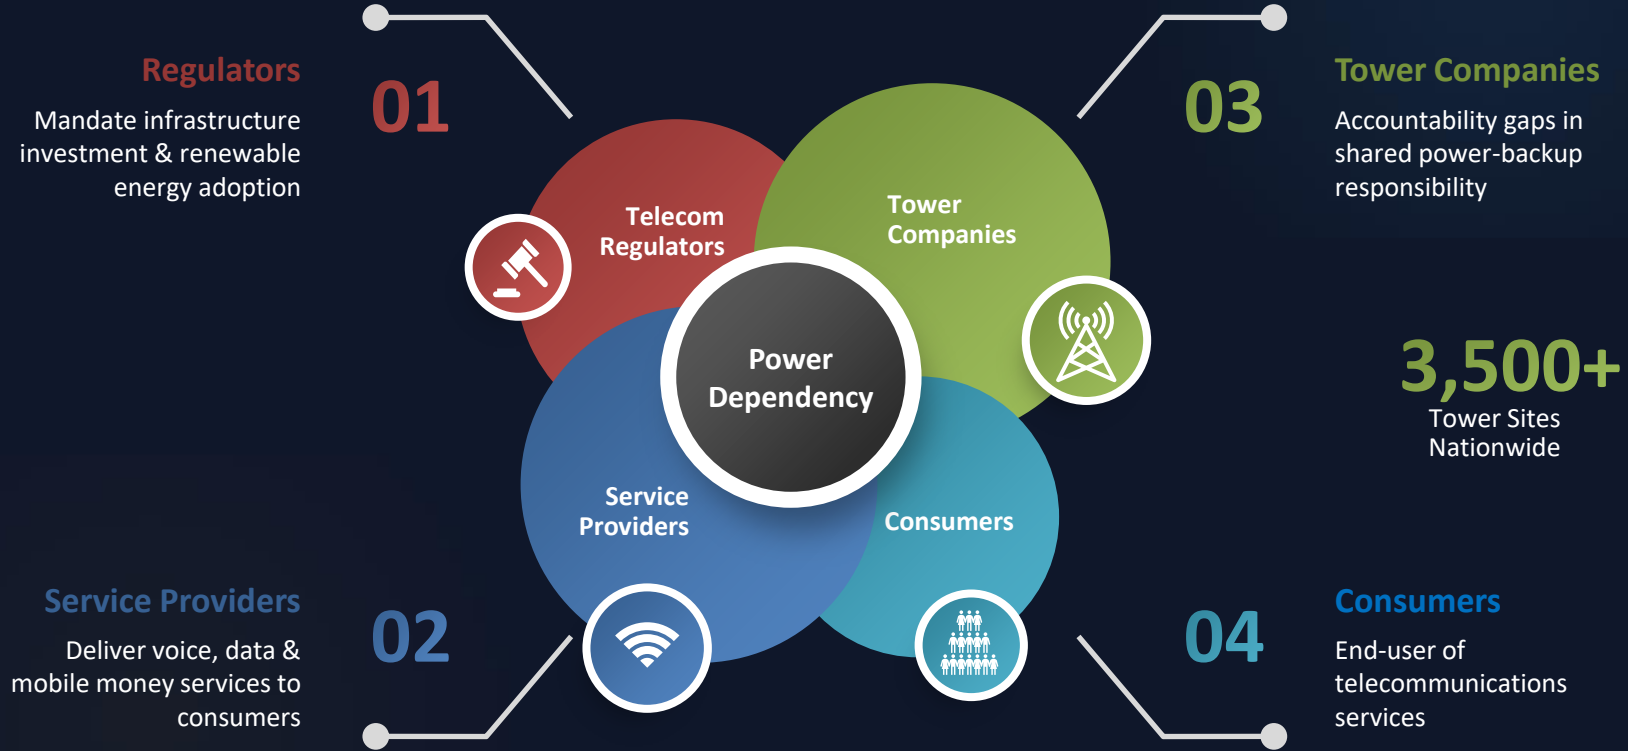 Regulators
Mandate infrastructure
investment & renewable
energy adoption
01
Service Providers
Deliver voice, data &
mobile money services to
consumers
02
Telecom
Regulators
Tower
Companies
Power
Dependency
Service
Providers
Consumers
03
Tower Companies
Accountability gaps in
shared power-backup
responsibility
3,500+
Tower Sites
Nationwide
04
Consumers
End-user of
telecommunications
services